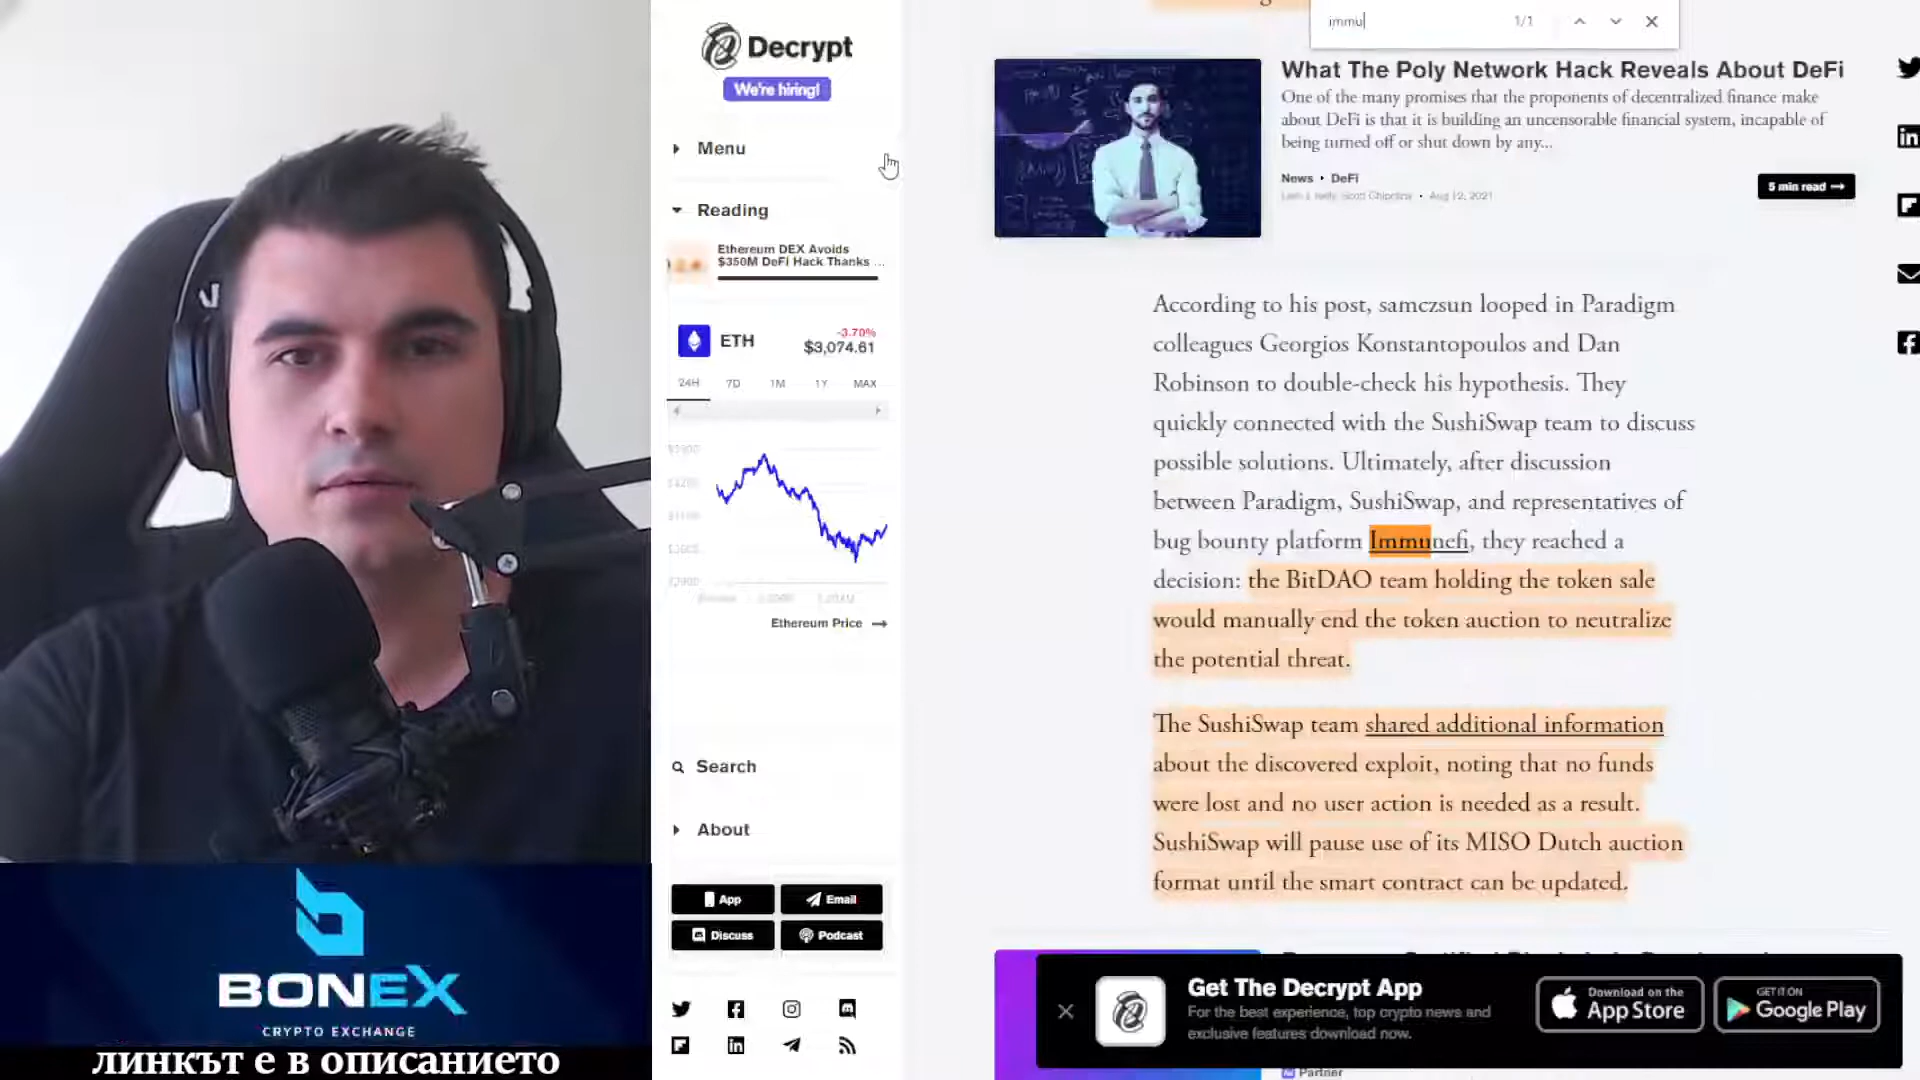 immu
1/1
Decrypt
We're hiring!
Menu
Reading
Ethereum DEX Avoids
$350M DeFi Hack Thanks ...
ETH
-3.70%
$3,074.61
24H
7D
1M
1Y
MAX
Ethereum Price
Search
About
App
Email
Discuss
Podcast
What The Poly Network Hack Reveals About DeFi
One of the many promises that the proponents of decentralized finance make
about DeFi is that it is building an uncensorable financial system, incapable of
being turned off or shut down by any...
News • DeFi
Aug 12, 2021
5 min read
According to his post, samczsun looped in Paradigm
colleagues Georgios Konstantopoulos and Dan
Robinson to double-check his hypothesis. They
quickly connected with the SushiSwap team to discuss
possible solutions. Ultimately, after discussion
between Paradigm, SushiSwap, and representatives of
bug bounty platform Immunefi, they reached a
decision: the BitDAO team holding the token sale
would manually end the token auction to neutralize
the potential threat.
The SushiSwap team shared additional information
about the discovered exploit, noting that no funds
were lost and no user action is needed as a result.
SushiSwap will pause use of its MISO Dutch auction
format until the smart contract can be updated.
Get The Decrypt App
For the best experience, top crypto news and
exclusive features download now.
Download on the
App Store
GET IT ON
Google Play
Partner
BONEX
CRYPTO EXCHANGE
линкът е в описанието